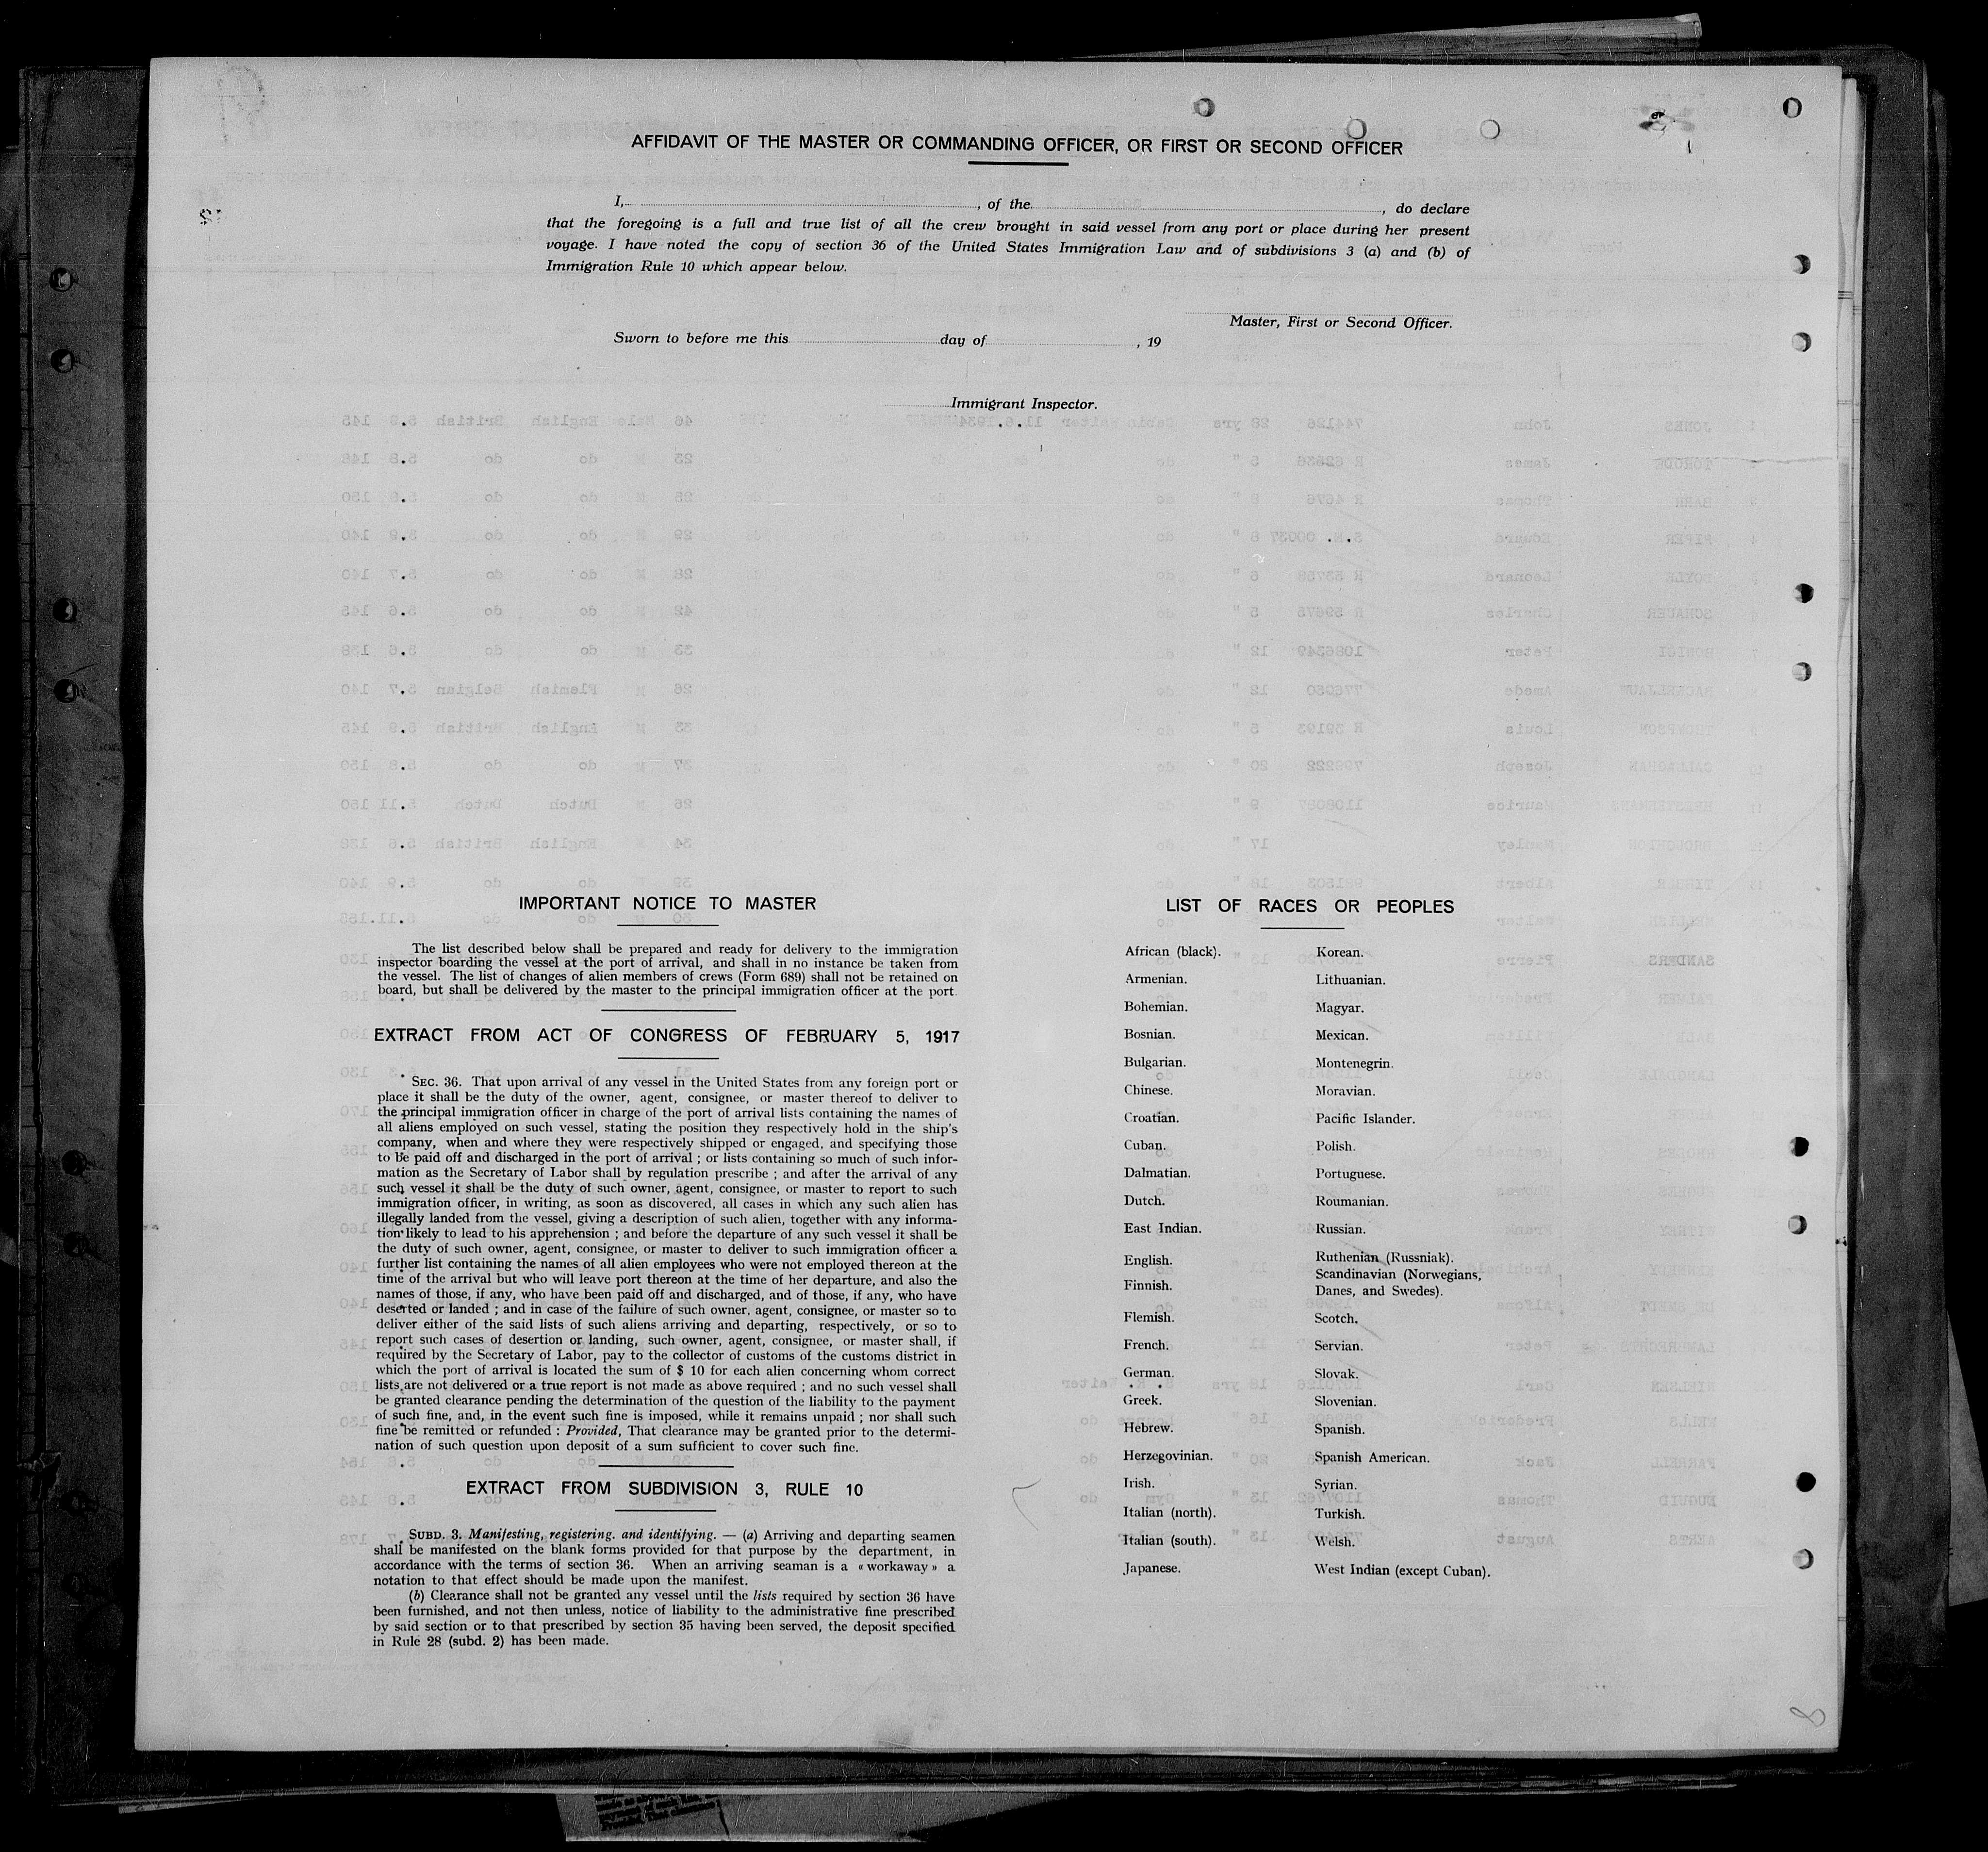 AFFIDAVIT OF THE MASTER OR COMMANDING OFFICER, OR FIRST OR SECOND OFFICER
I, , of the , do declare
that the foregoing is a full and true list of all the crew brought in said vessel from any port or place during her present
voyage. I have noted the copy of section 36 of the United States Immigration Law and of subdivisions 3 (a) and (b) of
Immigration Rule 10 which appear below.
Master, First or Second Officer.
Sworn to before me this day of , 19
Immigrant Inspector.
IMPORTANT NOTICE TO MASTER
The list described below shall be prepared and ready for delivery to the immigration
inspector boarding the vessel at the port of arrival, and shall in no instance be taken from
the vessel. The list of changes of alien members of crews (Form 689) shall not be retained on
board, but shall be delivered by the master to the principal immigration officer at the port.
EXTRACT FROM ACT OF CONGRESS OF FEBRUARY 5, 1917
SEC. 36. That upon arrival of any vessel in the United States from any foreign port or
place it shall be the duty of the owner, agent, consignee, or master thereof to deliver to
the principal immigration officer in charge of the port of arrival lists containing the names of
all aliens employed on such vessel, stating the position they respectively hold in the ship's
company, when and where they were respectively shipped or engaged, and specifying those
to be paid off and discharged in the port of arrival ; or lists containing so much of such infor-
mation as the Secretary of Labor shall by regulation prescribe ; and after the arrival of any
such vessel it shall be the duty of such owner, agent, consignee, or master to report to such
immigration officer, in writing, as soon as discovered, all cases in which any such alien has
illegally landed from the vessel, giving a description of such alien, together with any informa-
tion likely to lead to his apprehension ; and before the departure of any such vessel it shall be
the duty of such owner, agent, consignee, or master to deliver to such immigration officer a
further list containing the names of all alien employees who were not employed thereon at the
time of the arrival but who will leave port thereon at the time of her departure, and also the
names of those, if any, who have been paid off and discharged, and of those, if any, who have
deserted or landed ; and in case of the failure of such owner, agent, consignee, or master so to
deliver either of the said lists of such aliens arriving and departing, respectively, or so to
report such cases of desertion or landing, such owner, agent, consignee, or master shall, if
required by the Secretary of Labor, pay to the collector of customs of the customs district in
which the port of arrival is located the sum of $ 10 for each alien concerning whom correct
lists are not delivered or a true report is not made as above required ; and no such vessel shall
be granted clearance pending the determination of the question of the liability to the payment
of such fine, and, in the event such fine is imposed, while it remains unpaid ; nor shall such
fine be remitted or refunded : Provided, That clearance may be granted prior to the determi-
nation of such question upon deposit of a sum sufficient to cover such fine.
EXTRACT FROM SUBDIVISION 3, RULE 10
SUBD. 3. Manifesting, registering, and identifying. — (a) Arriving and departing seamen
shall be manifested on the blank forms provided for that purpose by the department, in
accordance with the terms of section 36. When an arriving seaman is a « workaway » a
notation to that effect should be made upon the manifest.
(b) Clearance shall not be granted any vessel until the lists required by section 36 have
been furnished, and not then unless, notice of liability to the administrative fine prescribed
by said section or to that prescribed by section 35 having been served, the deposit specified
in Rule 28 (subd. 2) has been made.
LIST OF RACES OR PEOPLES
African (black).
Armenian.
Bohemian.
Bosnian.
Bulgarian.
Chinese.
Croatian.
Cuban.
Dalmatian.
Dutch.
East Indian.
English.
Finnish.
Flemish.
French.
German.
Greek.
Hebrew.
Herzegovinian.
Irish.
Italian (north).
Italian (south).
Japanese.
Korean.
Lithuanian.
Magyar.
Mexican.
Montenegrin.
Moravian.
Pacific Islander.
Polish.
Portuguese.
Roumanian.
Russian.
Ruthenian (Russniak).
Scandinavian (Norwegians,
Danes, and Swedes).
Scotch.
Servian.
Slovak.
Slovenian.
Spanish.
Spanish American.
Syrian.
Turkish.
Welsh.
West Indian (except Cuban).
8